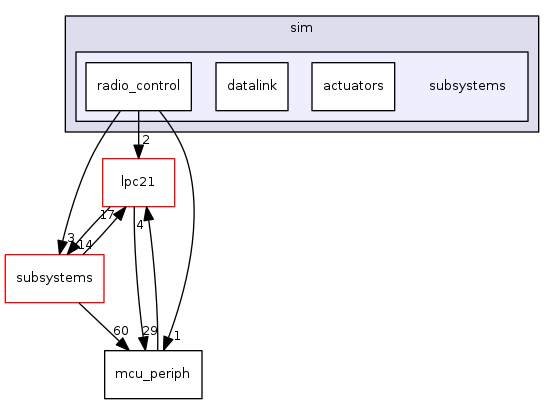 sim
radio_control
datalink
actuators
subsystems
2
lpc21
3
17
14
4
subsystems
60
29
1
mcu_periph